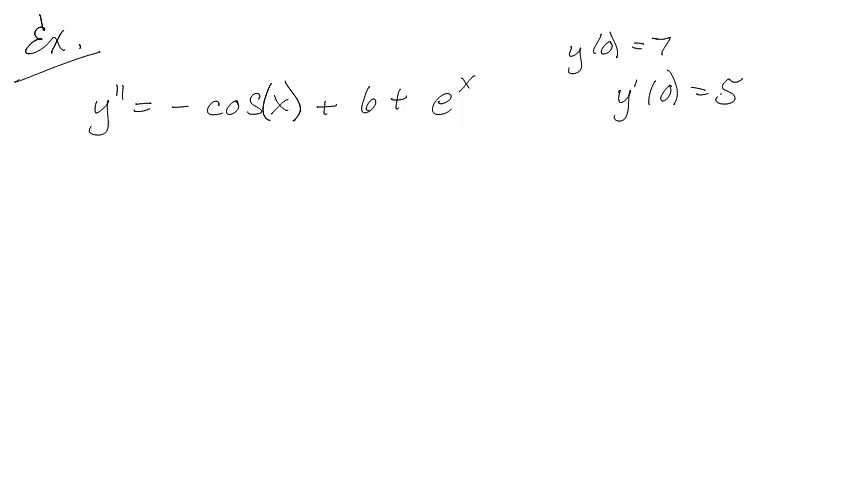 Ex.
y(0) = 7
y'(0) = 5
y'' = - cos(x) + 6 + e^x